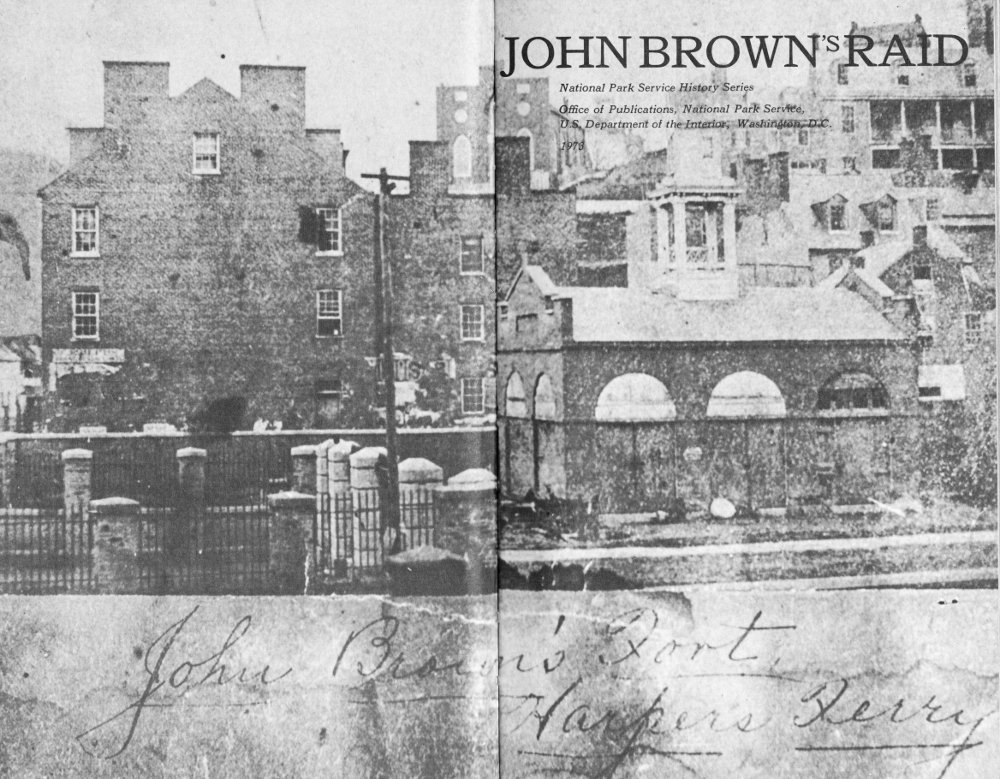 JOHN BROWN'S RAID
National Park Service History Series
Office of Publications, National Park Service,
U.S. Department of the Interior, Washington, D.C.
1973
John Brown's Fort,
Harpers Ferry